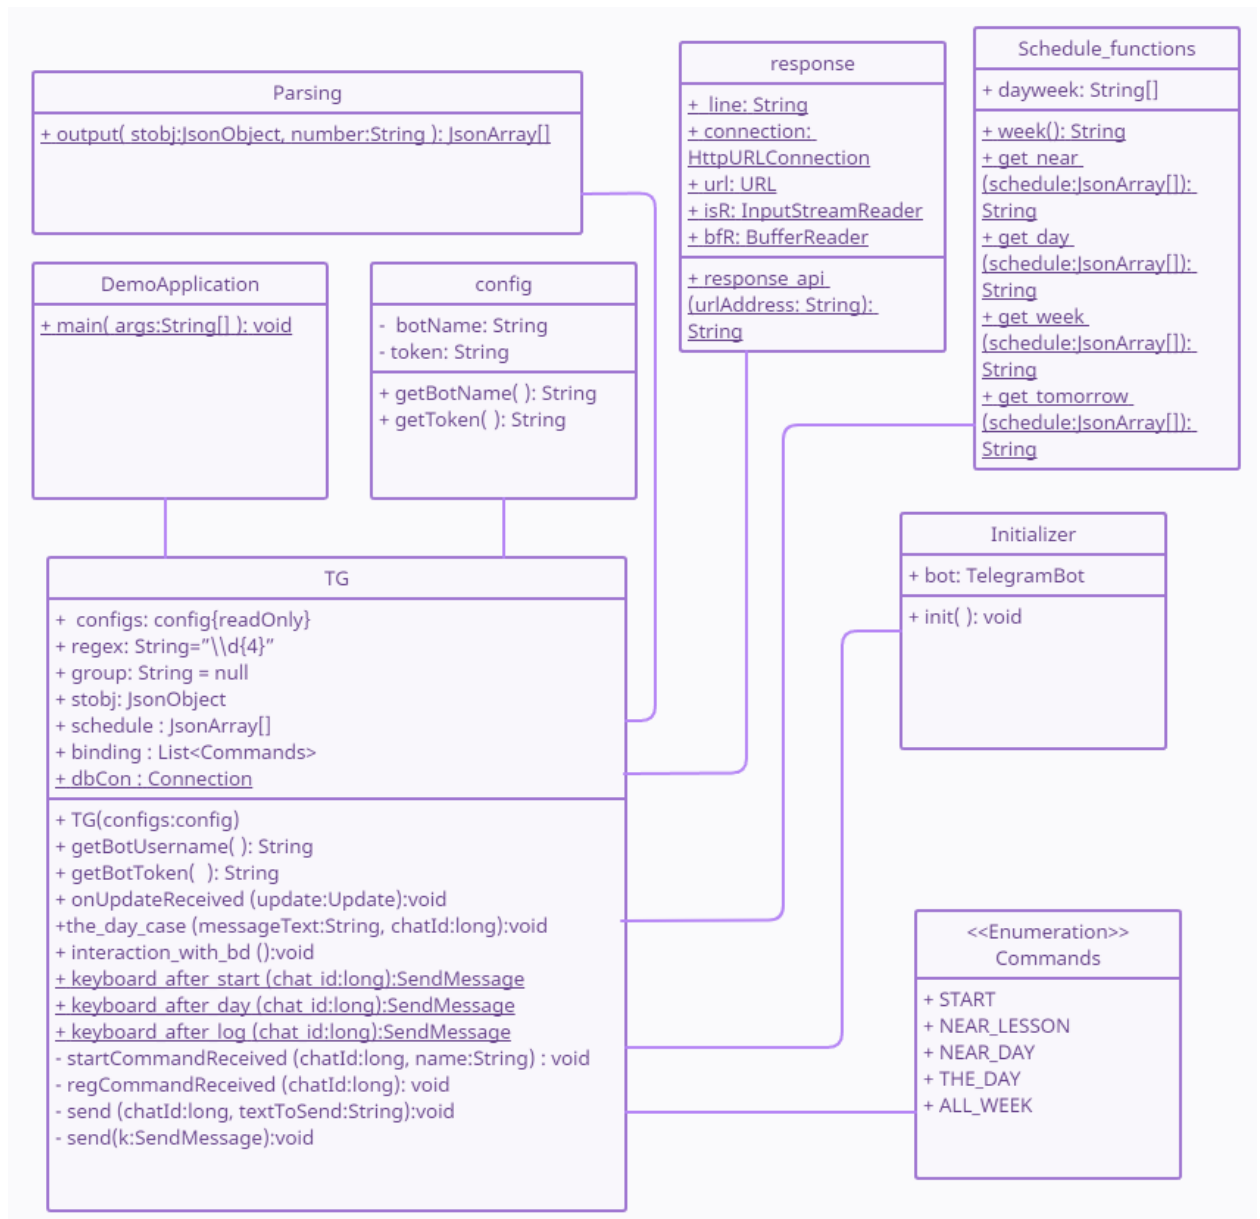 Parsing
+ output( stobj:JsonObject, number:String ): JsonArray[]
response
+ line: String
+ connection:
HttpURLConnection
+ url: URL
+ isR: InputStreamReader
+ bfR: BufferReader
+ response_api
(urlAddress: String):
String
Schedule_functions
+ dayweek: String[]
+ week(): String
+ get_near
(schedule:JsonArray[]):
String
+ get_day
(schedule:JsonArray[]):
String
+ get_week
(schedule:JsonArray[]):
String
+ get_tomorrow
(schedule:JsonArray[]):
String
DemoApplication
+ main( args:String[] ): void
config
- botName: String
- token: String
+ getBotName( ): String
+ getToken( ): String
TG
+ configs: config{readOnly}
+ regex: String=”\\d{4}”
+ group: String = null
+ stobj: JsonObject
+ schedule : JsonArray[]
+ binding : List<Commands>
+ dbCon : Connection
+ TG(configs:config)
+ getBotUsername( ): String
+ getBotToken( ): String
+ onUpdateReceived (update:Update):void
+the_day_case (messageText:String, chatId:long):void
+ interaction_with_bd ():void
+ keyboard_after_start (chat_id:long):SendMessage
+ keyboard_after_day (chat_id:long):SendMessage
+ keyboard_after_log (chat_id:long):SendMessage
- startCommandReceived (chatId:long, name:String) : void
- regCommandReceived (chatId:long): void
- send (chatId:long, textToSend:String):void
- send(k:SendMessage):void
Initializer
+ bot: TelegramBot
+ init( ): void
<<Enumeration>>
Commands
+ START
+ NEAR_LESSON
+ NEAR_DAY
+ THE_DAY
+ ALL_WEEK